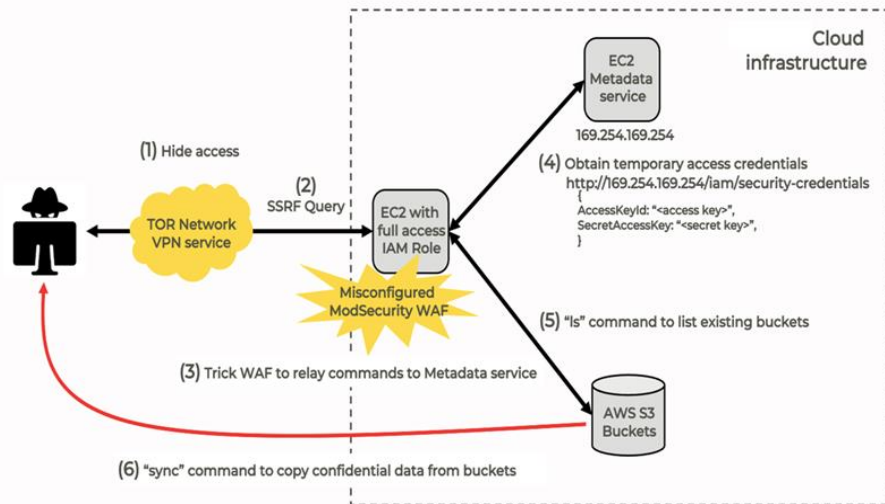 Cloud
infrastructure
EC2
Metadata
service
169.254.169.254
(1) Hide access
(2)
SSRF Query
(4) Obtain temporary access credentials
http://169.254.169.254/iam/security-credentials
{
AccessKeyId: “<access key>”,
SecretAccessKey: “<secret key>”,
}
TOR Network
VPN service
EC2 with
full access
IAM Role
Misconfigured
ModSecurity WAF
(5) “ls” command to list existing buckets
(3) Trick WAF to relay commands to Metadata service
AWS S3
Buckets
(6) “sync” command to copy confidential data from buckets